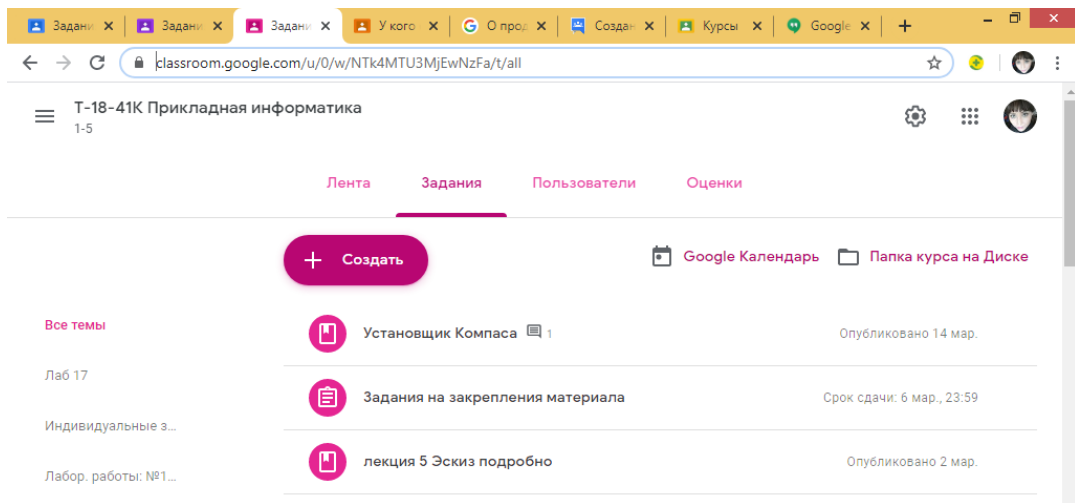 Задани
Задани
Задани
У кого
О прод
Создан
Курсы
Google
classroom.google.com/u/0/w/NTk4MTU3MjEwNzFa/t/all
Т-18-41К Прикладная информатика
1-5
Лента Задания Пользователи Оценки
Создать
Google Календарь
Папка курса на Диске
Все темы
Лаб 17
Индивидуальные з...
Лабор. работы: №1...
Установщик Компаса 1
Опубликовано 14 мар.
Задания на закрепления материала
Срок сдачи: 6 мар., 23:59
лекция 5 Эскиз подробно
Опубликовано 2 мар.